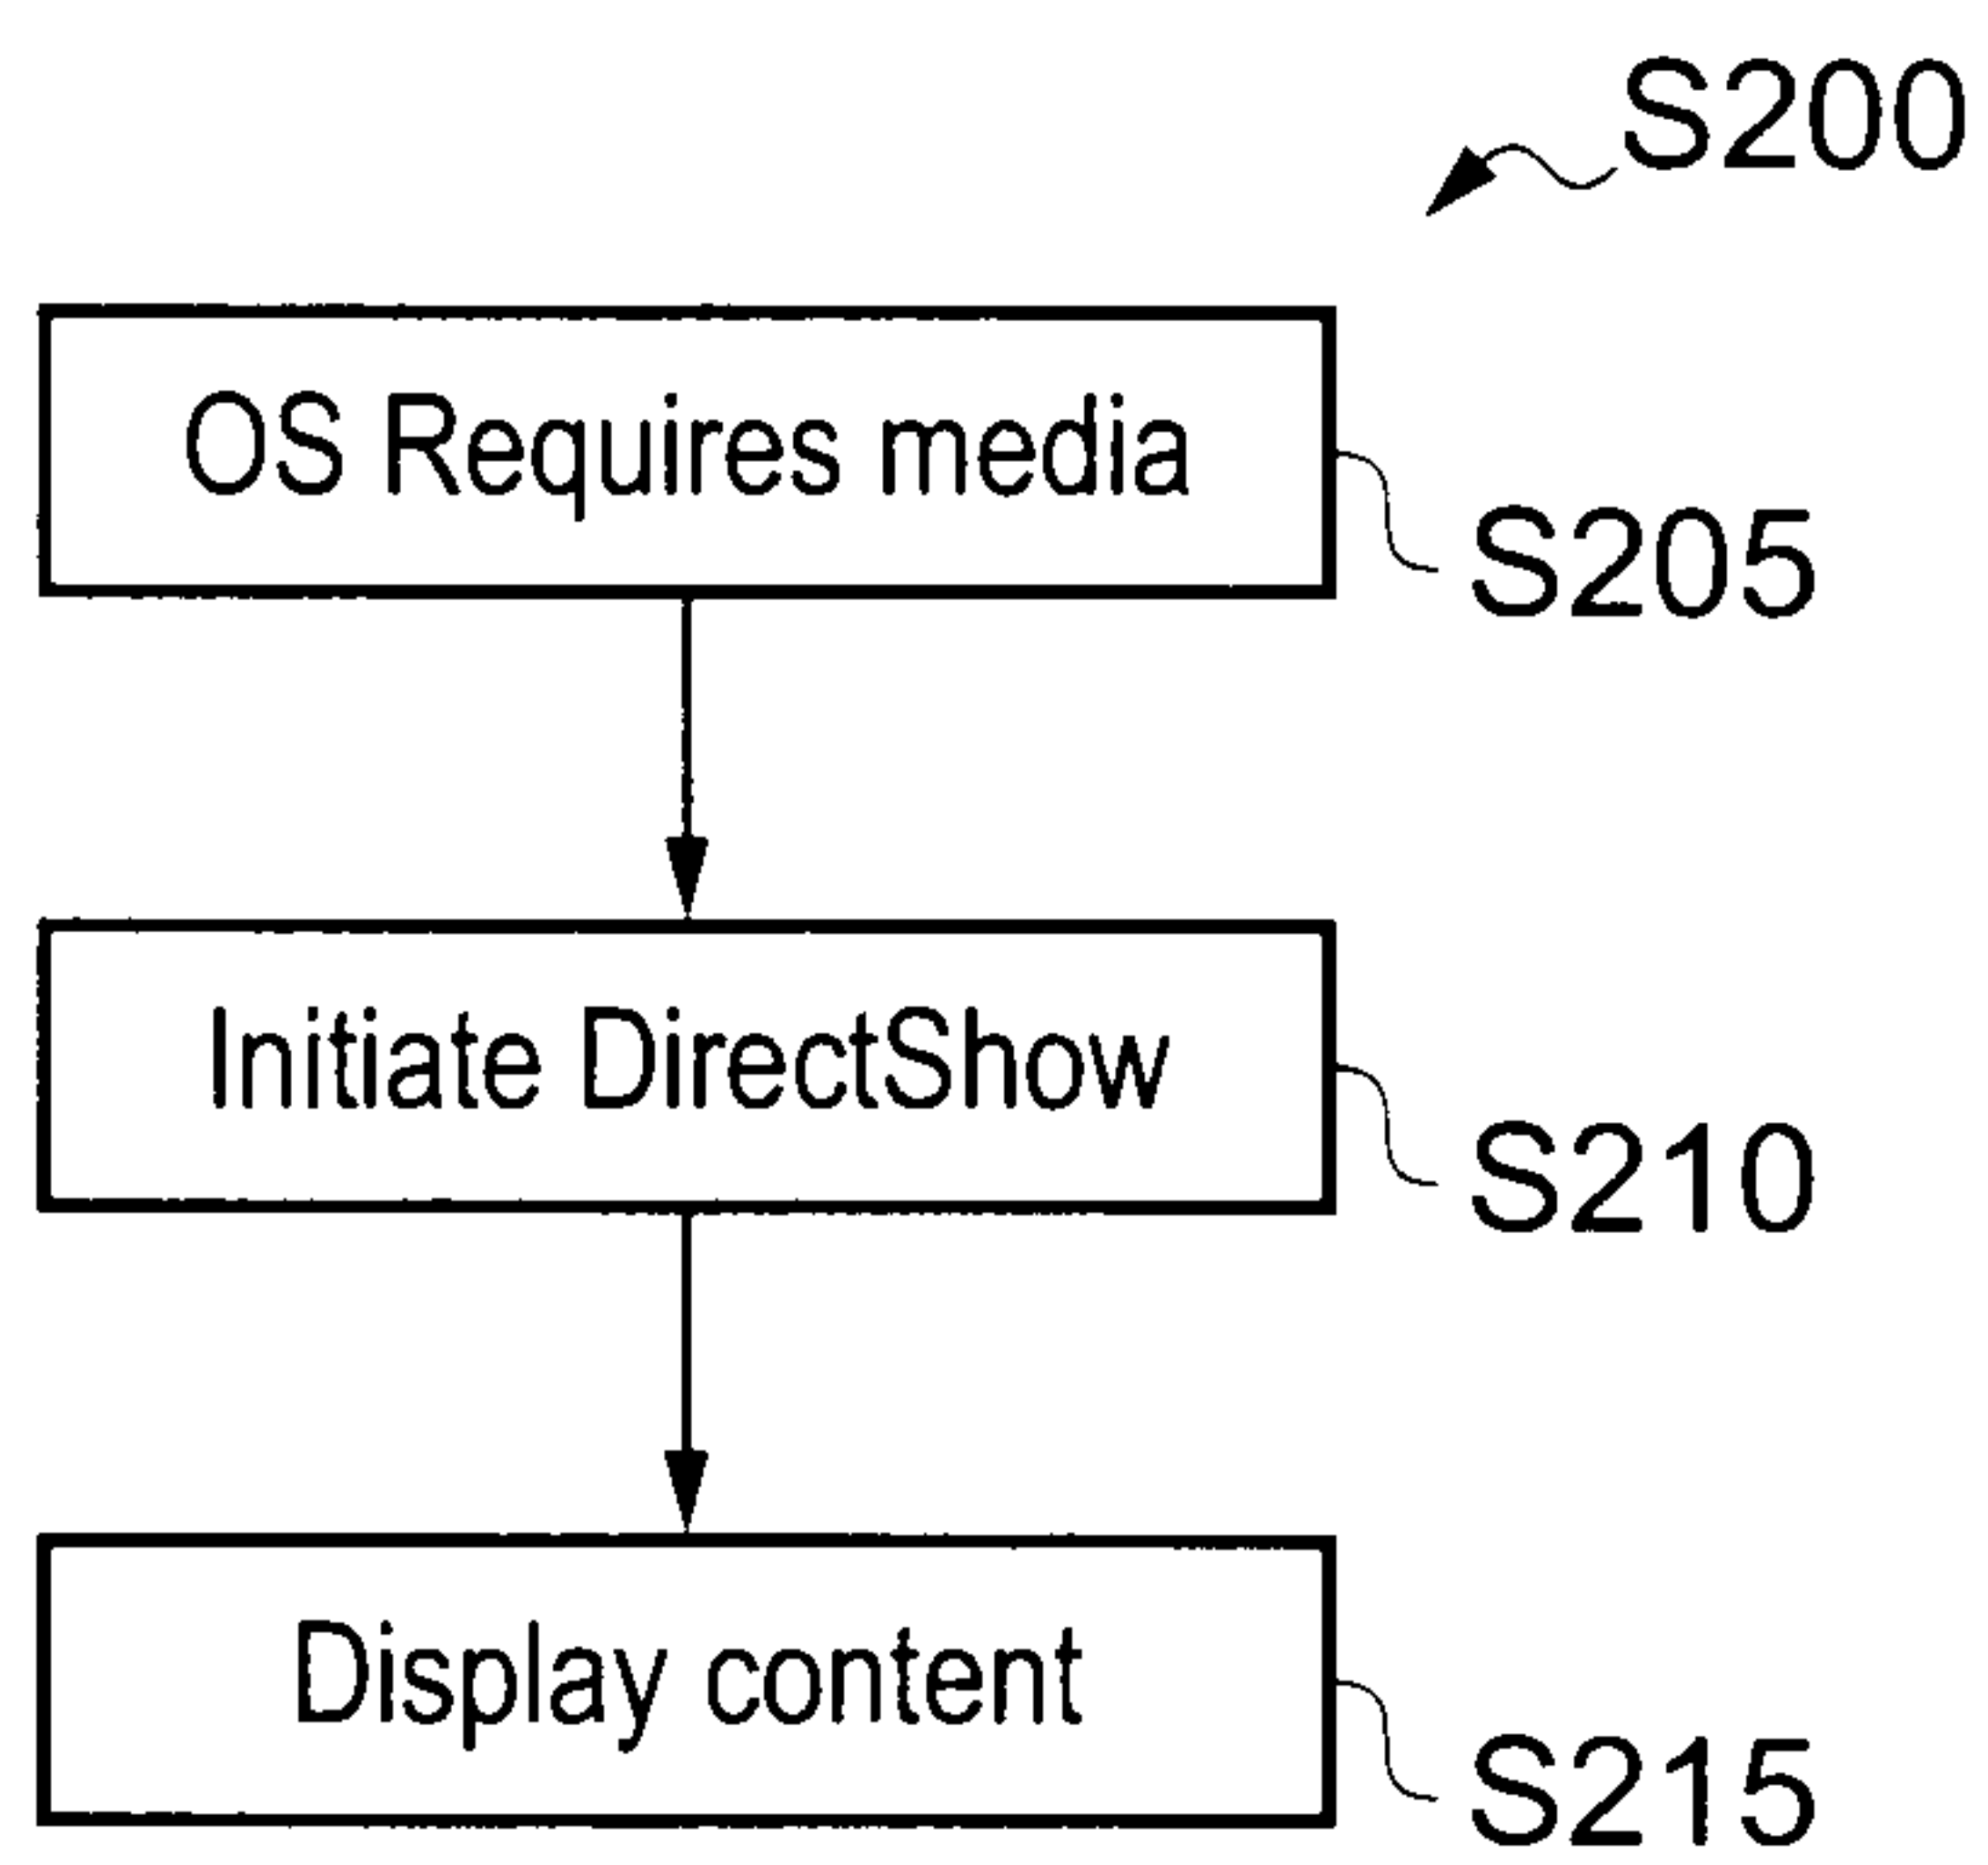 S200
OS Requires media
S205
Initiate DirectShow
S210
Display content
S215